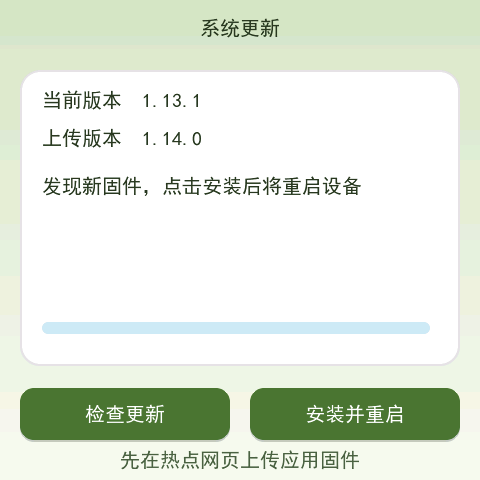 系统更新
当前版本 1.13.1
上传版本 1.14.0
发现新固件，点击安装后将重启设备
检查更新
安装并重启
先在热点网页上传应用固件